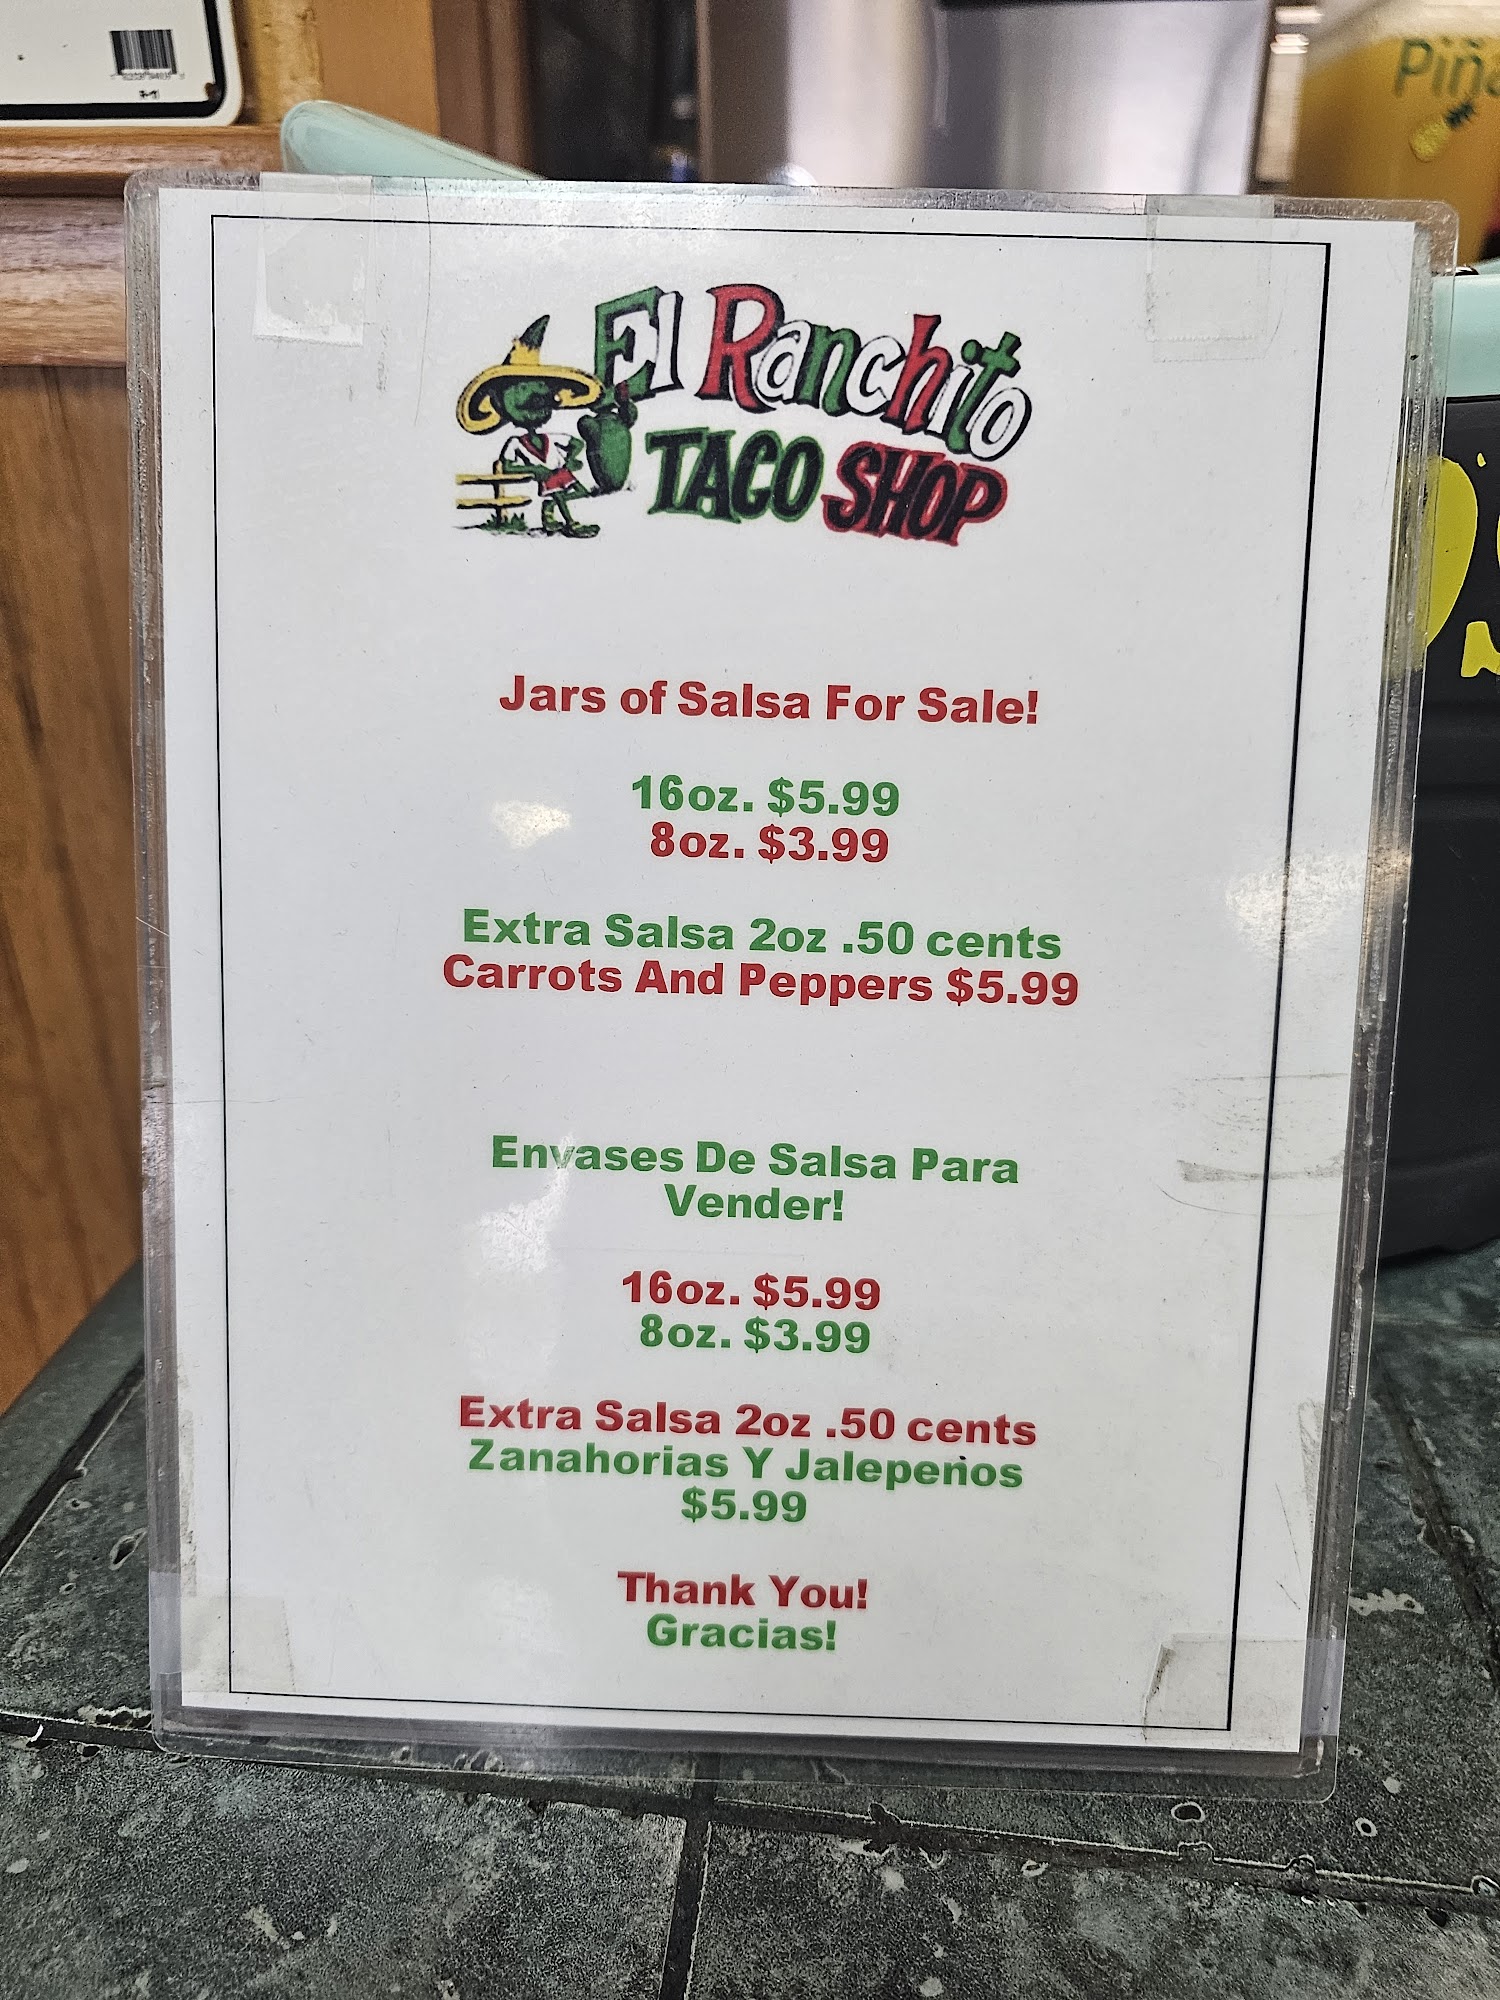 Piña
El Ranchito
TACO SHOP
Jars of Salsa For Sale!
16oz. $5.99
8oz. $3.99
Extra Salsa 2oz .50 cents
Carrots And Peppers $5.99
Envases De Salsa Para
Vender!
16oz. $5.99
8oz. $3.99
Extra Salsa 2oz .50 cents
Zanahorias Y Jalepenos
$5.99
Thank You!
Gracias!